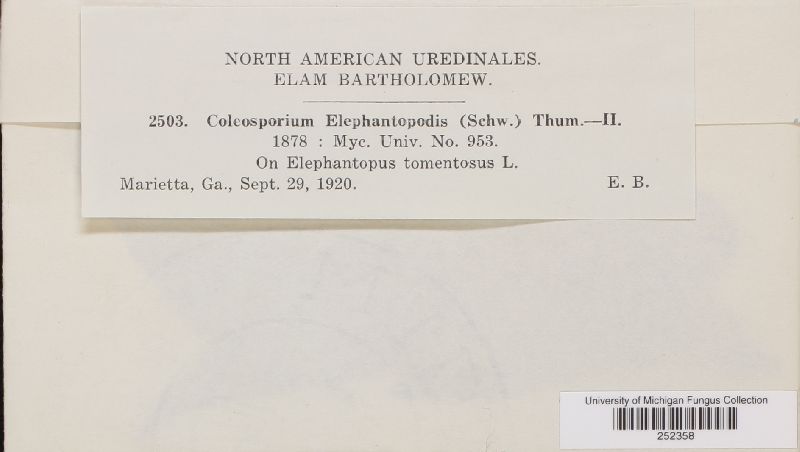 NORTH AMERICAN UREDINALES.
ELAM BARTHOLOMEW.
2503. Coleosporium Elephantopodis (Schw.) Thum.—II.
1878 : Myc. Univ. No. 953.
On Elephantopus tomentosus L.
Marietta, Ga., Sept. 29, 1920. E. B.
University of Michigan Fungus Collection
252358